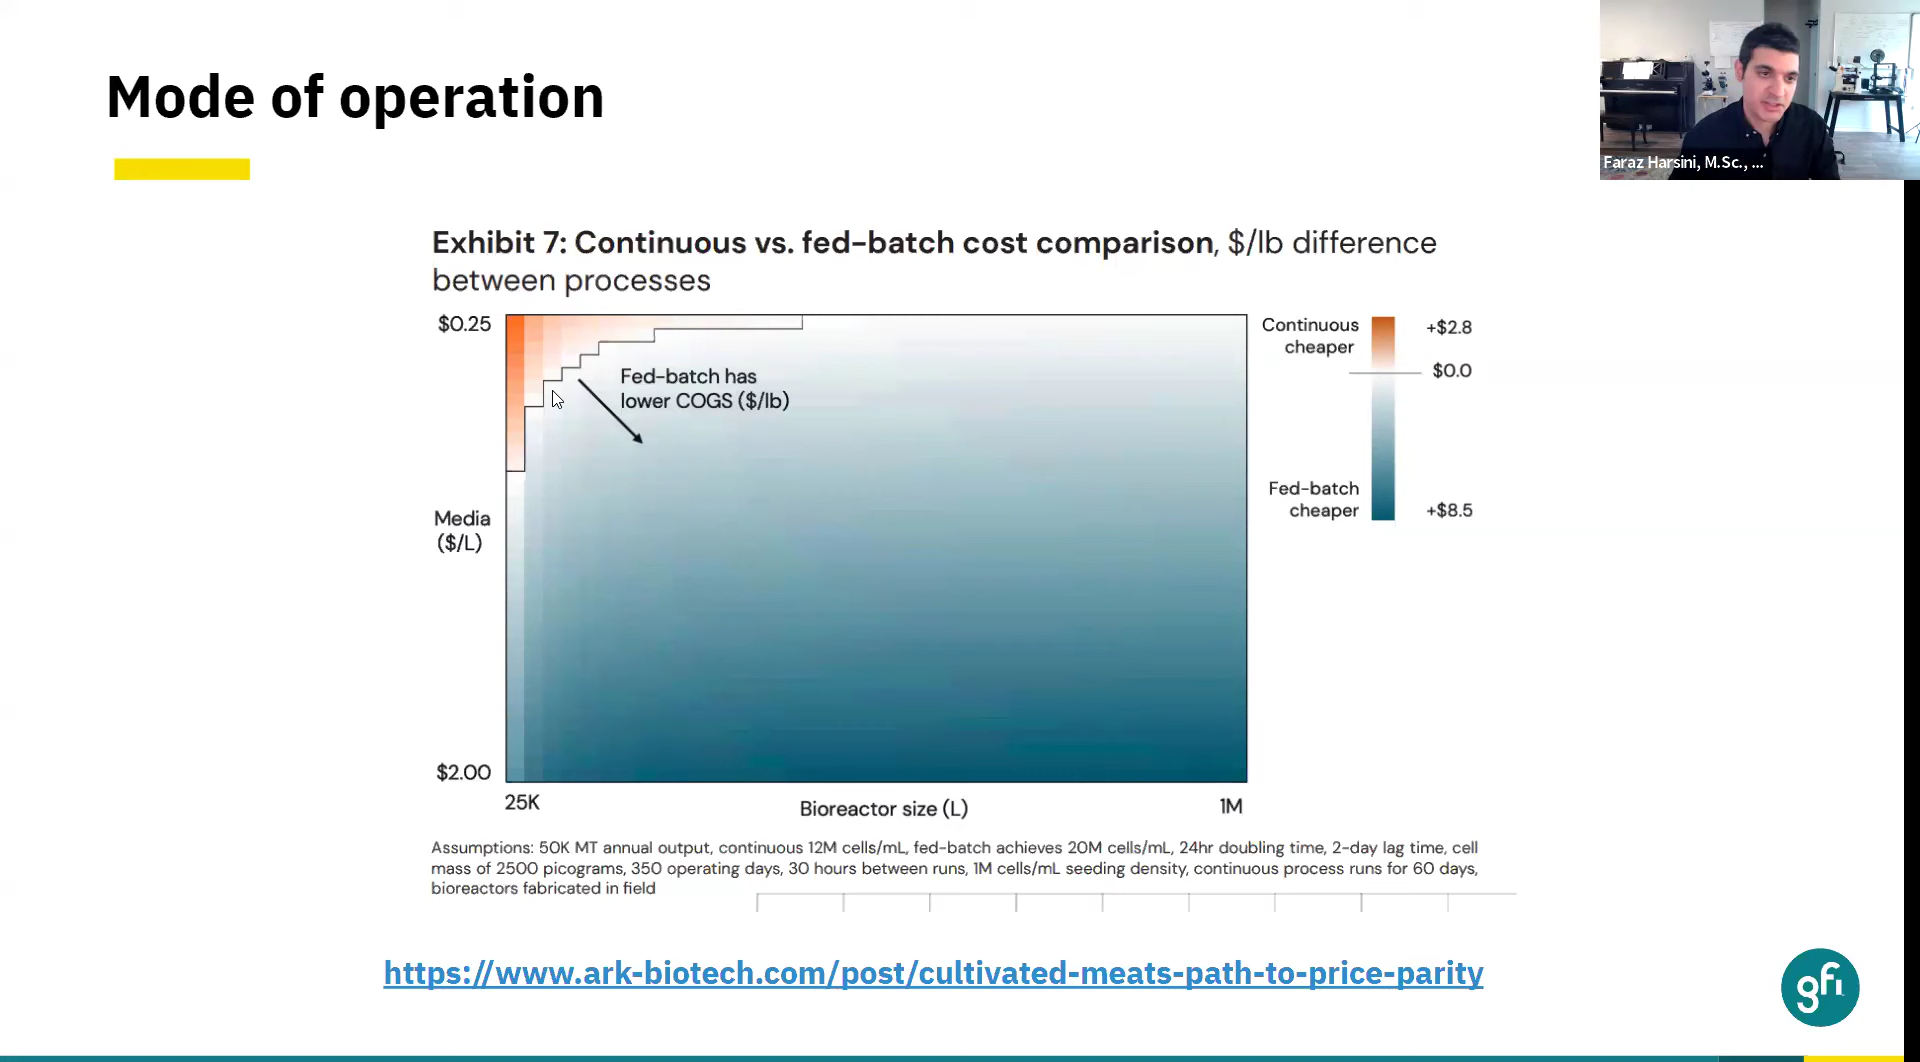 Mode of operation
Faraz Harsini, M.Sc., ...
Exhibit 7: Continuous vs. fed-batch cost comparison, $/lb difference
between processes
$0.25
Media
($/L)
$2.00
Fed-batch has
lower COGS ($/lb)
25K
Bioreactor size (L)
1M
Continuous
cheaper
+$2.8
$0.0
Fed-batch
cheaper
+$8.5
Assumptions: 50K MT annual output, continuous 12M cells/mL, fed-batch achieves 20M cells/mL, 24hr doubling time, 2-day lag time, cell
mass of 2500 picograms, 350 operating days, 30 hours between runs, 1M cells/mL seeding density, continuous process runs for 60 days,
bioreactors fabricated in field
https://www.ark-biotech.com/post/cultivated-meats-path-to-price-parity
gfi